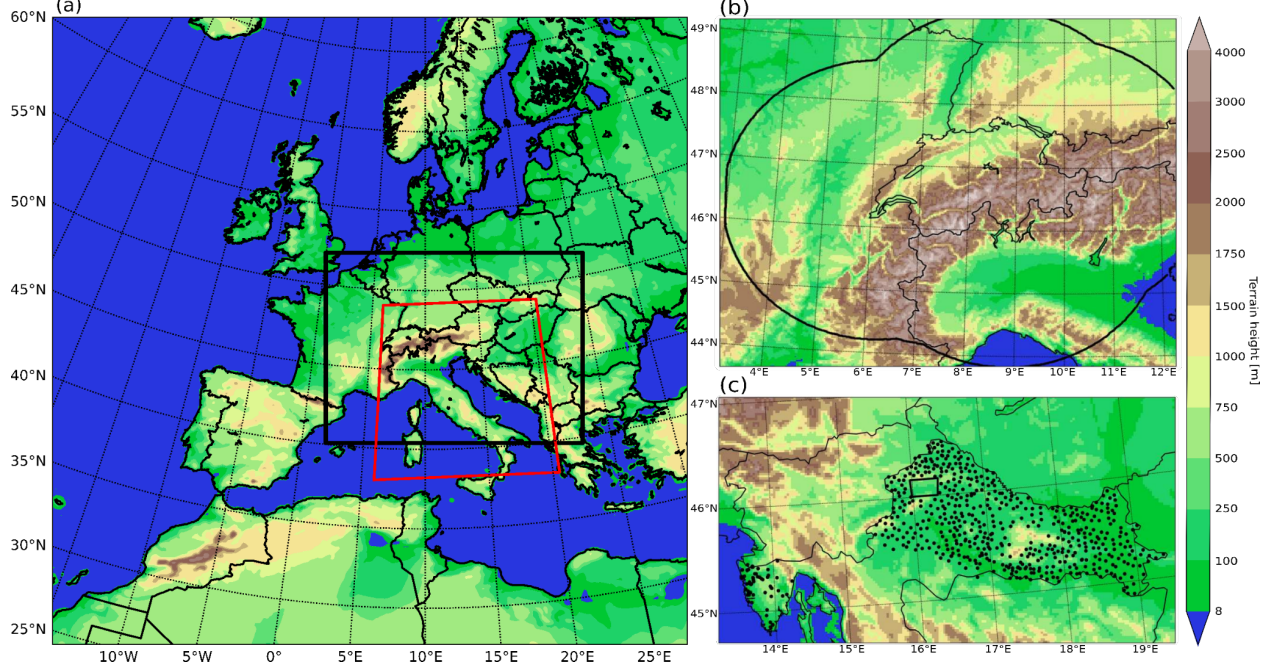 (a)
60°N
55°N
50°N
45°N
40°N
35°N
30°N
25°N
10°W 5°W 0° 5°E 10°E 15°E 20°E 25°E
(b)
49°N
48°N
47°N
46°N
45°N
44°N
4°E 5°E 6°E 7°E 8°E 9°E 10°E 11°E 12°E
(c)
47°N
46°N
45°N
14°E 15°E 16°E 17°E 18°E 19°E
4000
3000
2500
2000
1750
1500
1000
750
500
250
100
8
Terrain height [m]